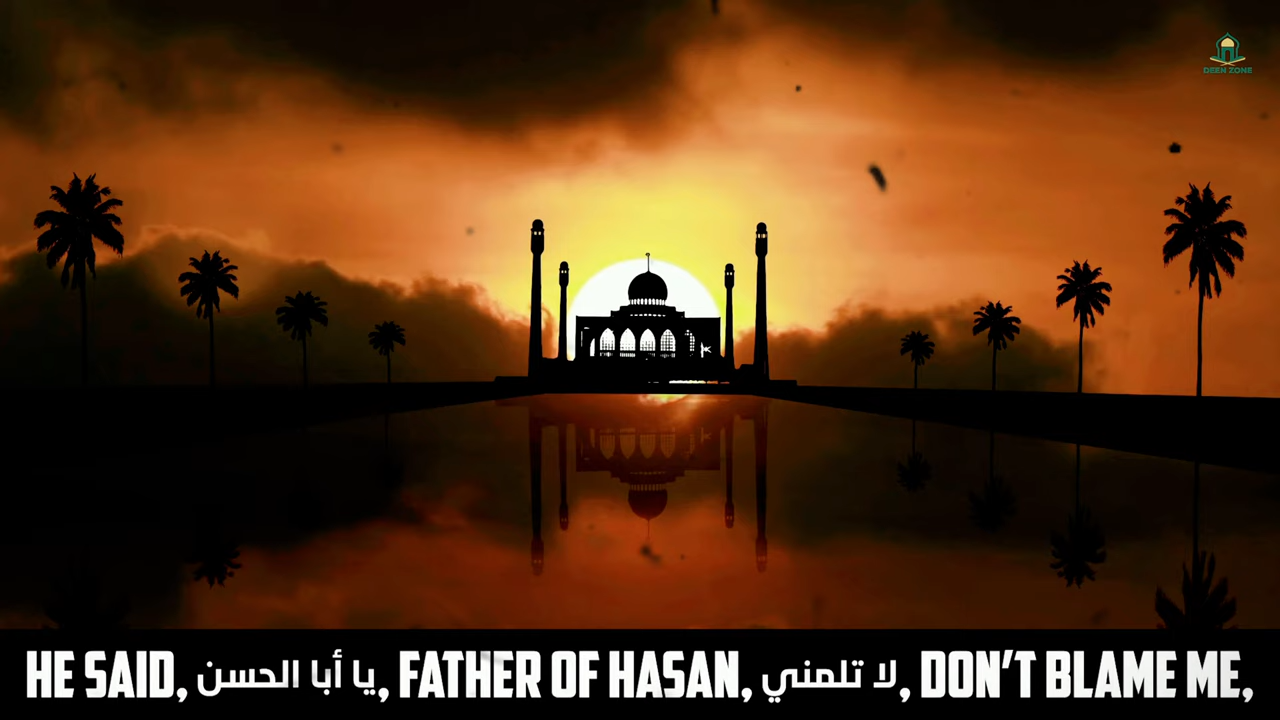 DEEN ZONE
HE SAID, يا أبا الحسن, FATHER OF HASAN, لا تلمني, DON'T BLAME ME,